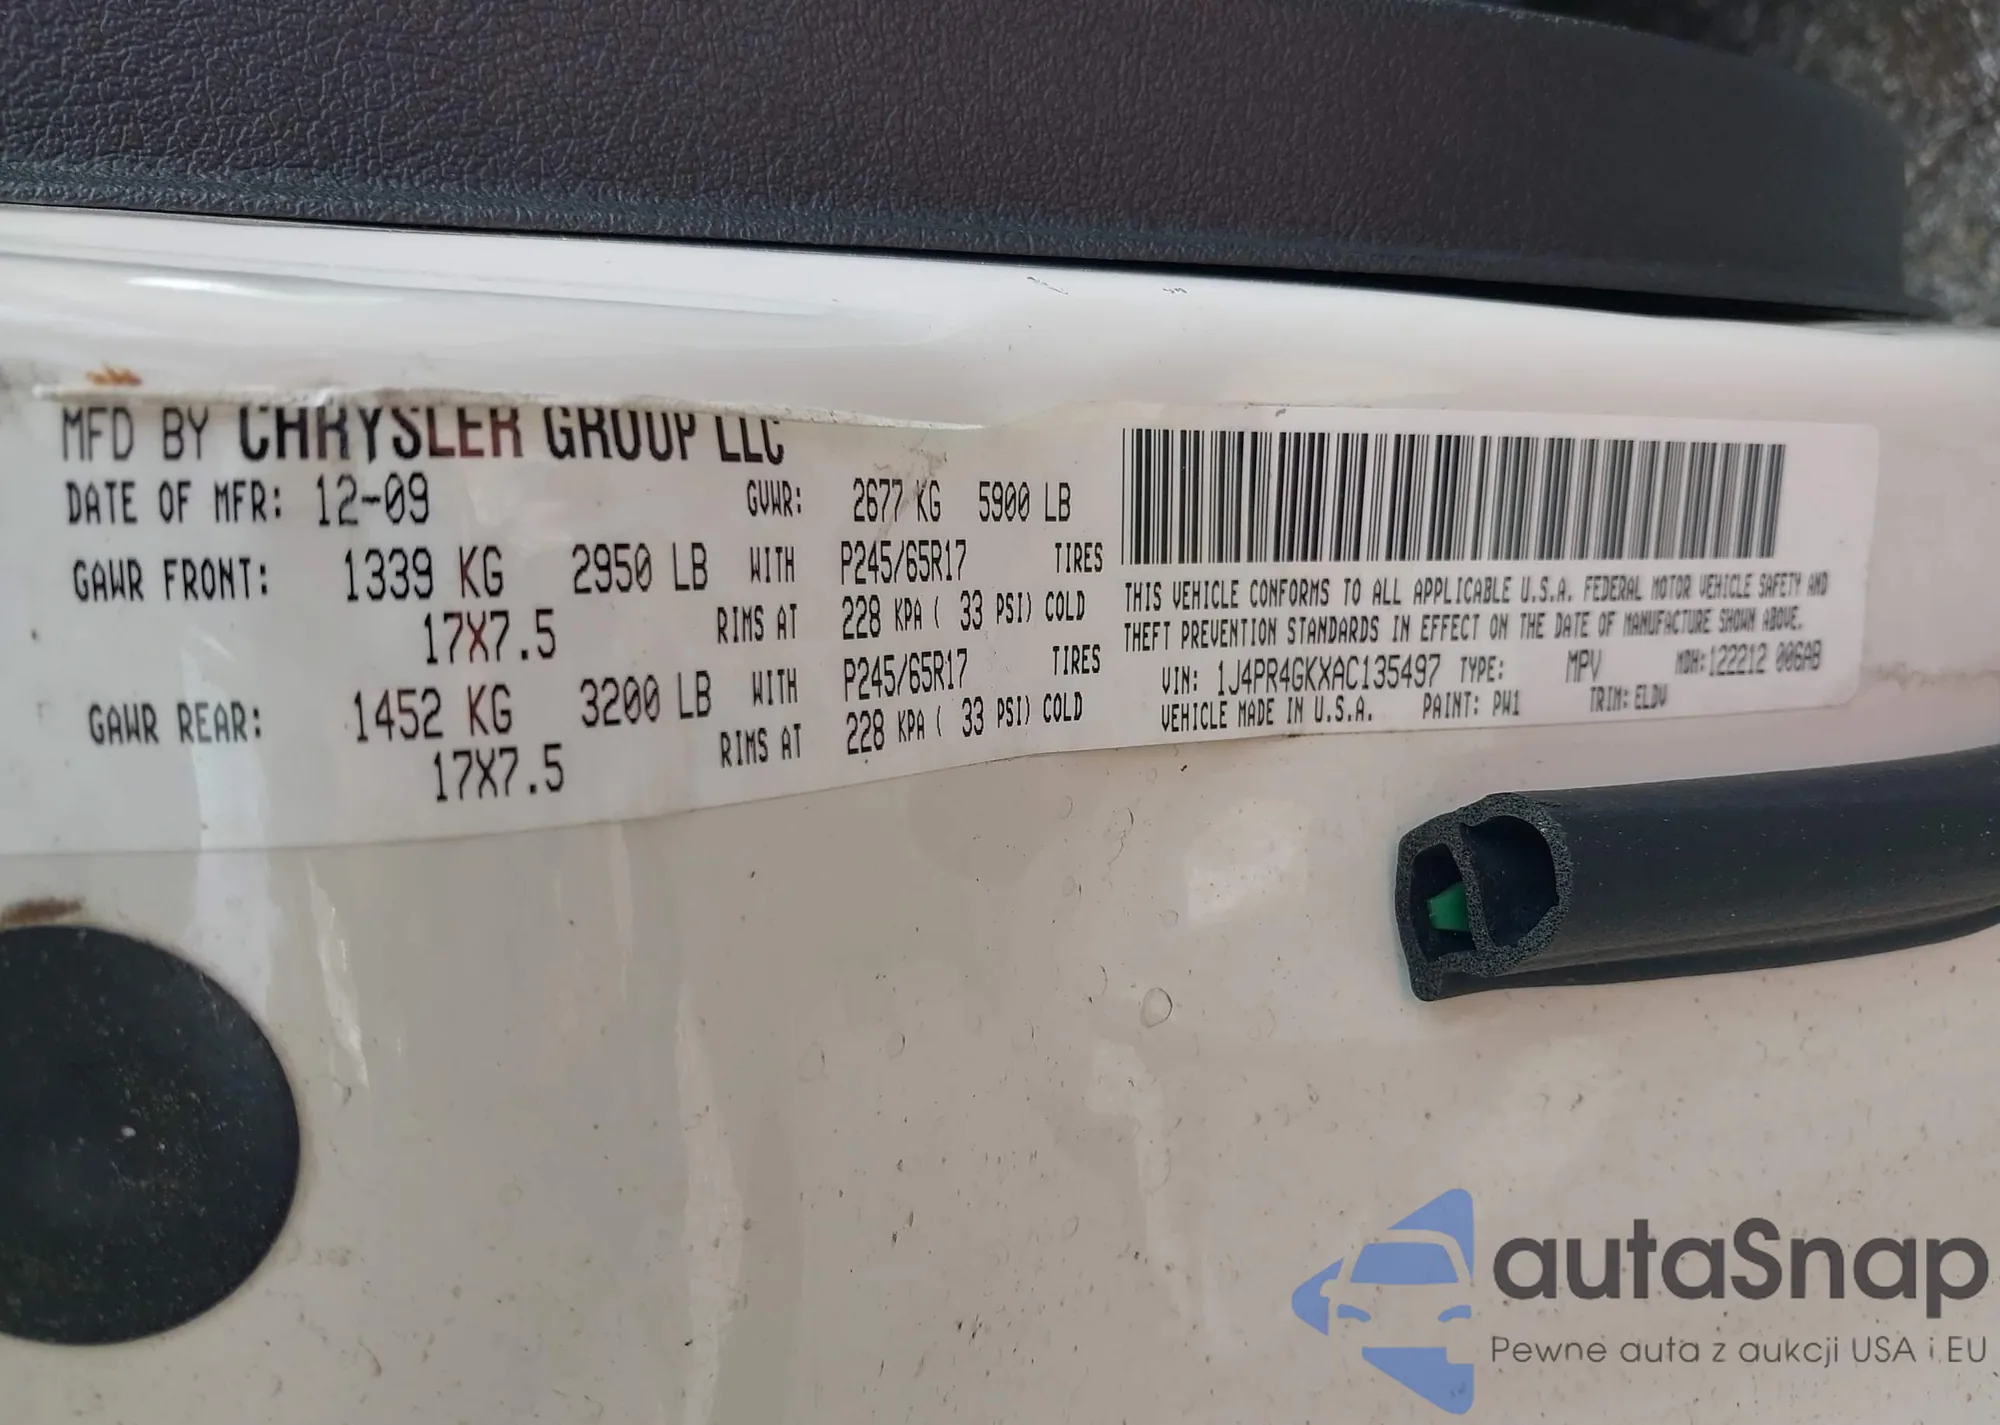 MFD BY CHRYSLER GROUP LLC
DATE OF MFR: 12-09 GVWR: 2677 KG 5900 LB
GAWR FRONT: 1339 KG 2950 LB WITH P245/65R17 TIRES
17X7.5 RIMS AT 228 KPA ( 33 PSI) COLD
GAWR REAR: 1452 KG 3200 LB WITH P245/65R17 TIRES
17X7.5 RIMS AT 228 KPA ( 33 PSI) COLD
THIS VEHICLE CONFORMS TO ALL APPLICABLE U.S.A. FEDERAL MOTOR VEHICLE SAFETY AND
THEFT PREVENTION STANDARDS IN EFFECT ON THE DATE OF MANUFACTURE SHOWN ABOVE.
VIN: 1J4PR4GKXAC135497 TYPE: MPV MDH:122212 006AB
VEHICLE MADE IN U.S.A. PAINT: PW1 TRIM: ELDV
autaSnap
Pewne auta z aukcji USA i EU